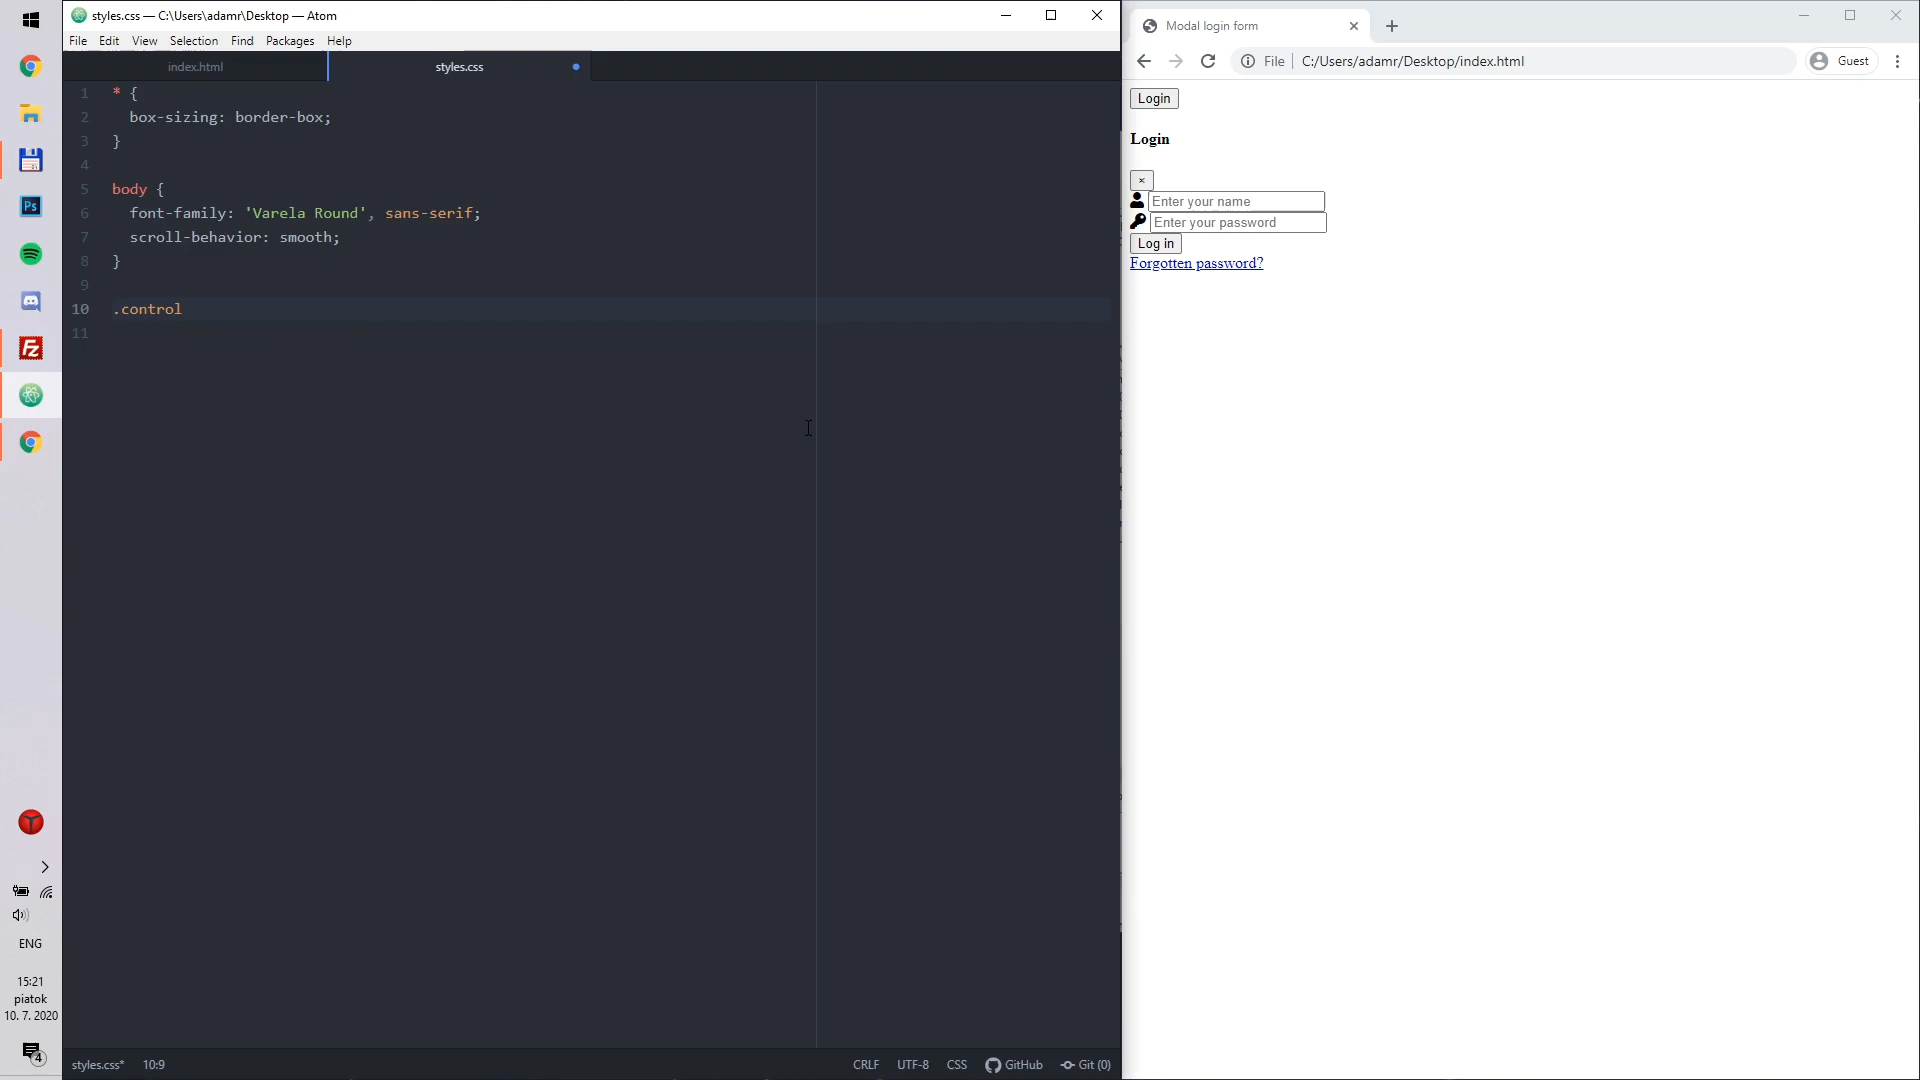 styles.css — C:\Users\adamr\Desktop — Atom
File Edit View Selection Find Packages Help
index.html
styles.css
1 * {
2 box-sizing: border-box;
3 }
4
5 body {
6 font-family: 'Varela Round', sans-serif;
7 scroll-behavior: smooth;
8 }
9
10 .control
11
styles.css* 10:9
CRLF UTF-8 CSS GitHub Git (0)
Modal login form
File C:/Users/adamr/Desktop/index.html Guest
Login
Login
×
Enter your name
Enter your password
Log in
Forgotten password?
Ps
Fz
ENG
15:21
piatok
10. 7. 2020
4